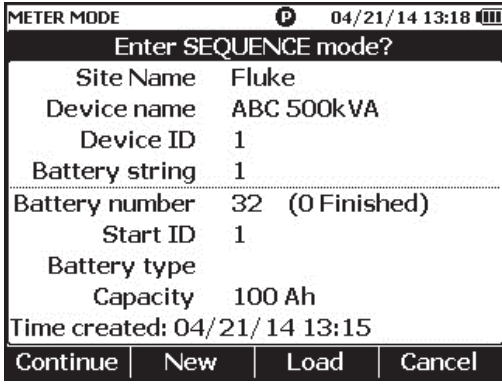 METER MODE P 04/21/14 13:18
Enter SEQUENCE mode?
Site Name Fluke
Device name ABC 500kVA
Device ID 1
Battery string 1
Battery number 32 (0 Finished)
Start ID 1
Battery type
Capacity 100 Ah
Time created: 04/21/14 13:15
Continue New Load Cancel